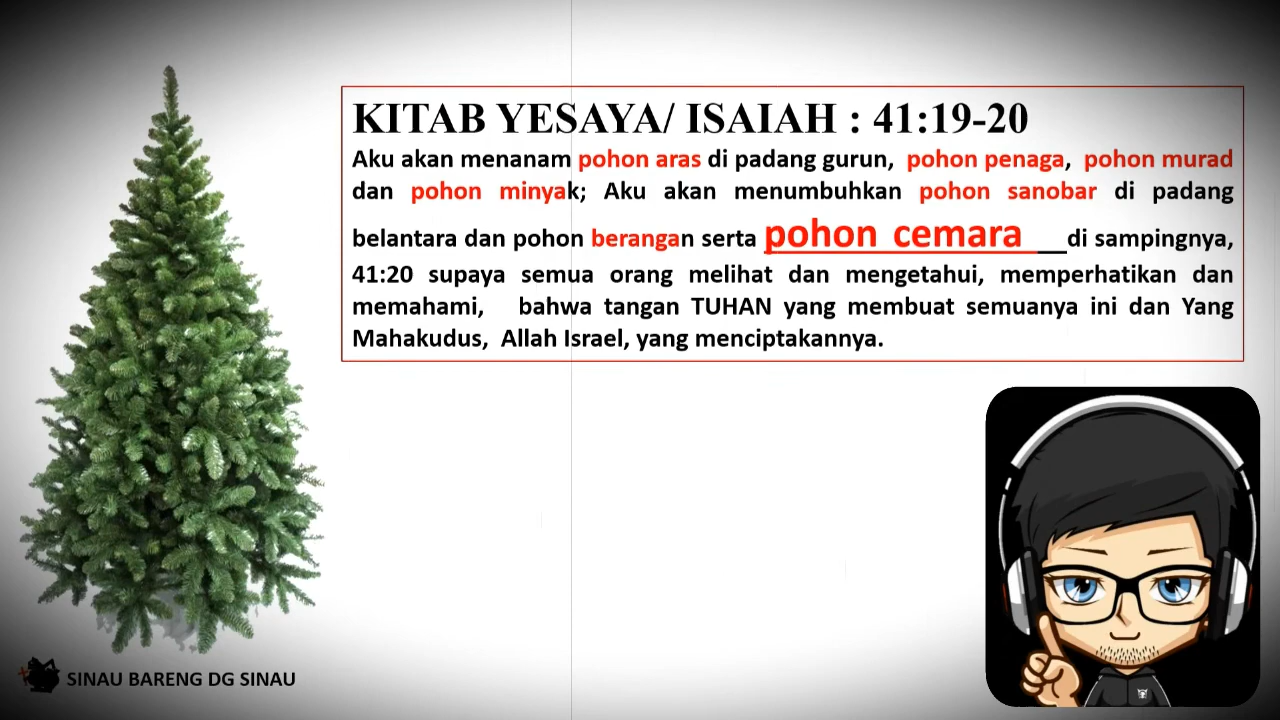 KITAB YESAYA/ ISAIAH : 41:19-20
Aku akan menanam pohon aras di padang gurun, pohon penaga, pohon murad
dan pohon minyak; Aku akan menumbuhkan pohon sanobar di padang
belantara dan pohon berangan serta pohon cemara __di sampingnya,
41:20 supaya semua orang melihat dan mengetahui, memperhatikan dan
memahami, bahwa tangan TUHAN yang membuat semuanya ini dan Yang
Mahakudus, Allah Israel, yang menciptakannya.
SINAU BARENG DG SINAU